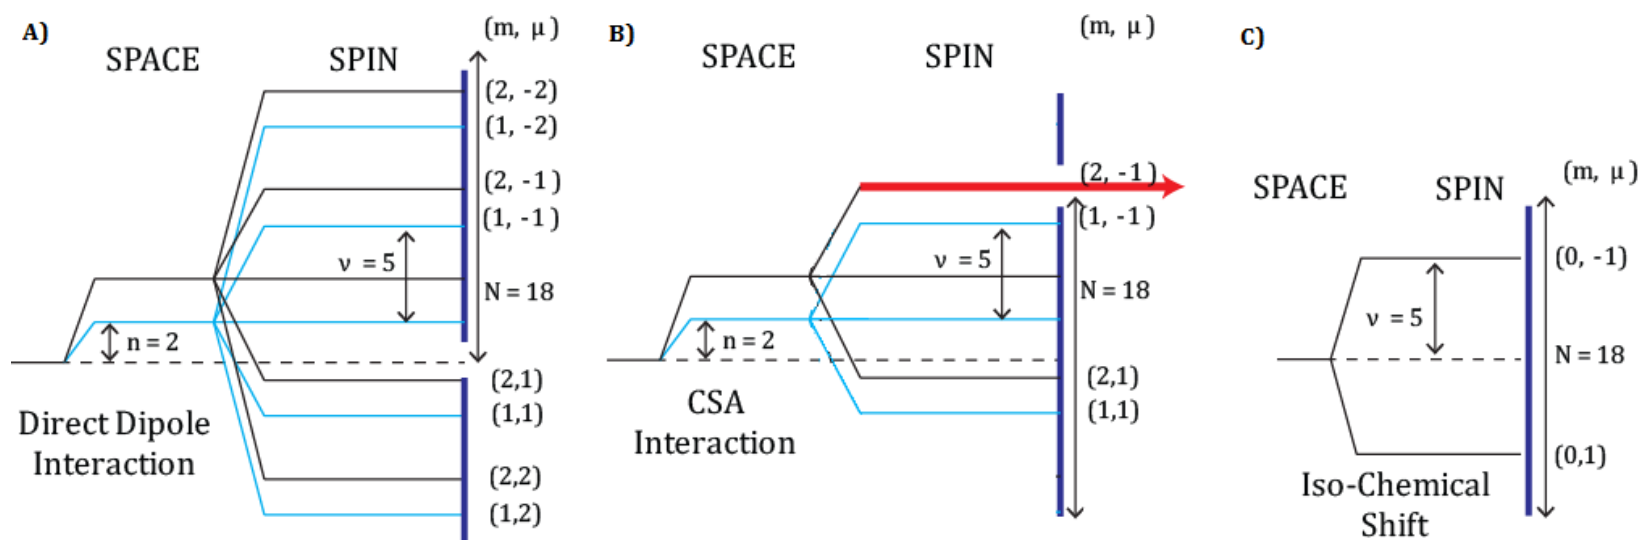 A)
SPACE
SPIN
(m, μ)
(2, -2)
(1, -2)
(2, -1)
(1, -1)
ν = 5
N = 18
n = 2
(2,1)
(1,1)
(2,2)
(1,2)
Direct Dipole
Interaction
B)
SPACE
SPIN
(m, μ)
(2, -1)
(1, -1)
ν = 5
N = 18
n = 2
(2,1)
(1,1)
CSA
Interaction
C)
SPACE
SPIN
(m, μ)
(0, -1)
ν = 5
N = 18
(0,1)
Iso-Chemical
Shift